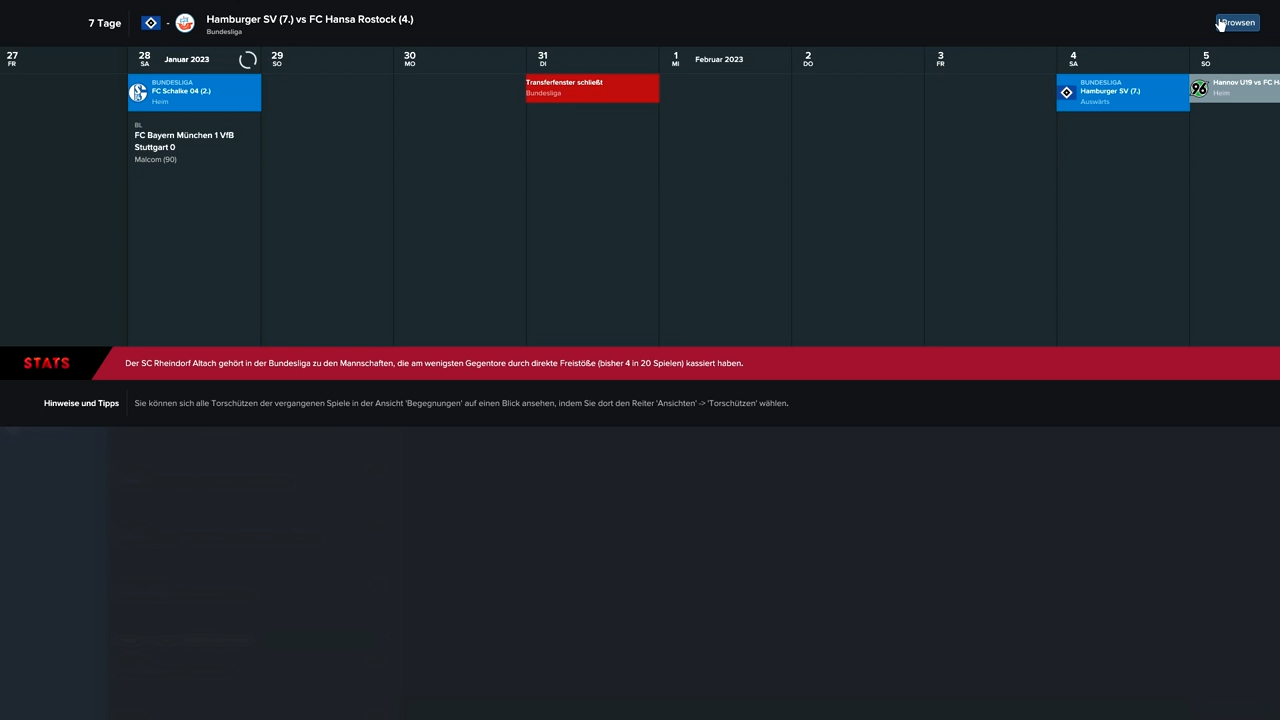 7 Tage
-
Hamburger SV (7.) vs FC Hansa Rostock (4.)
Bundesliga
Browsen
27
FR
28
SA
Januar 2023
29
SO
30
MO
31
DI
1
MI
Februar 2023
2
DO
3
FR
4
SA
5
SO
BUNDESLIGA
FC Schalke 04 (2.)
Heim
BL
FC Bayern München 1 VfB
Stuttgart 0
Malcom (90)
Transferfenster schließt
Bundesliga
BUNDESLIGA
Hamburger SV (7.)
Auswärts
96
Hannov U19 vs FC H
Heim
STATS
Der SC Rheindorf Altach gehört in der Bundesliga zu den Mannschaften, die am wenigsten Gegentore durch direkte Freistöße (bisher 4 in 20 Spielen) kassiert haben.
Hinweise und Tipps
Sie können sich alle Torschützen der vergangenen Spiele in der Ansicht 'Begegnungen' auf einen Blick ansehen, indem Sie dort den Reiter 'Ansichten' -> 'Torschützen' wählen.